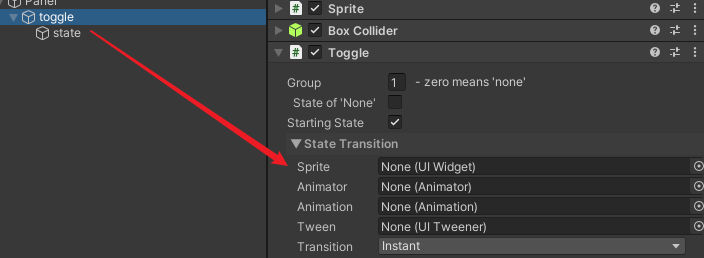 Panel
toggle
state
Sprite
Box Collider
Toggle
Group 1 - zero means 'none'
State of 'None'
Starting State
State Transition
Sprite None (UI Widget)
Animator None (Animator)
Animation None (Animation)
Tween None (UI Tweener)
Transition Instant